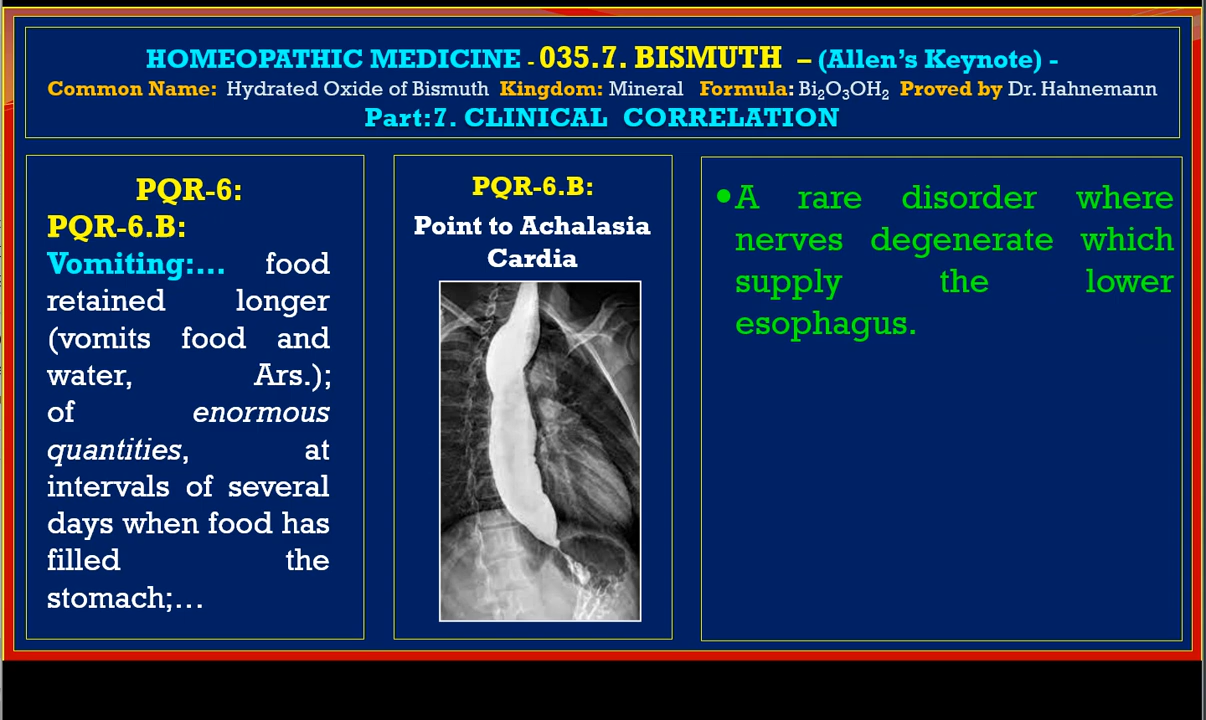 HOMEOPATHIC MEDICINE - 035.7. BISMUTH – (Allen’s Keynote) -
Common Name: Hydrated Oxide of Bismuth Kingdom: Mineral Formula: Bi₂O₃OH₂ Proved by Dr. Hahnemann
Part:7. CLINICAL CORRELATION
PQR-6:
PQR-6.B:
Vomiting:... food
retained longer
(vomits food and
water, Ars.);
of enormous
quantities, at
intervals of several
days when food has
filled the
stomach;...
PQR-6.B:
Point to Achalasia
Cardia
•A rare disorder where
nerves degenerate which
supply the lower
esophagus.